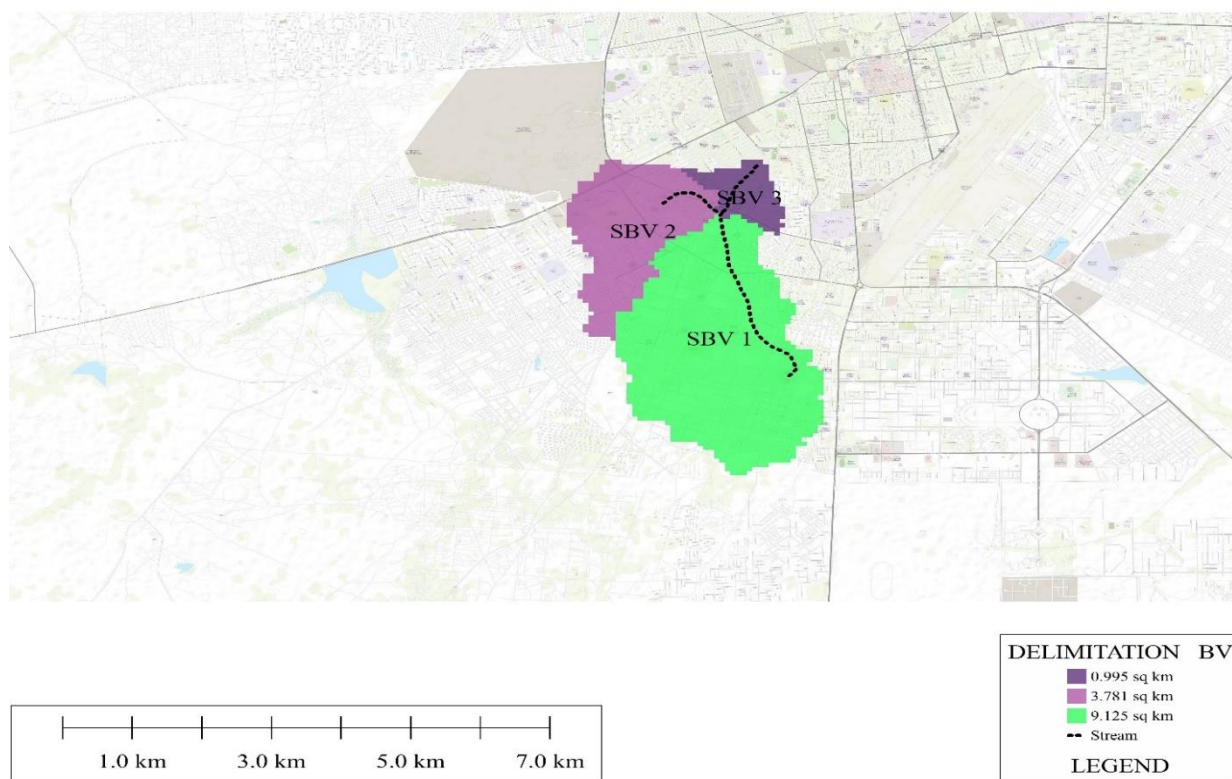 SBV 3
SBV 2
SBV 1
DELIMITATION BV
0.995 sq km
3.781 sq km
9.125 sq km
Stream
LEGEND
1.0 km 3.0 km 5.0 km 7.0 km